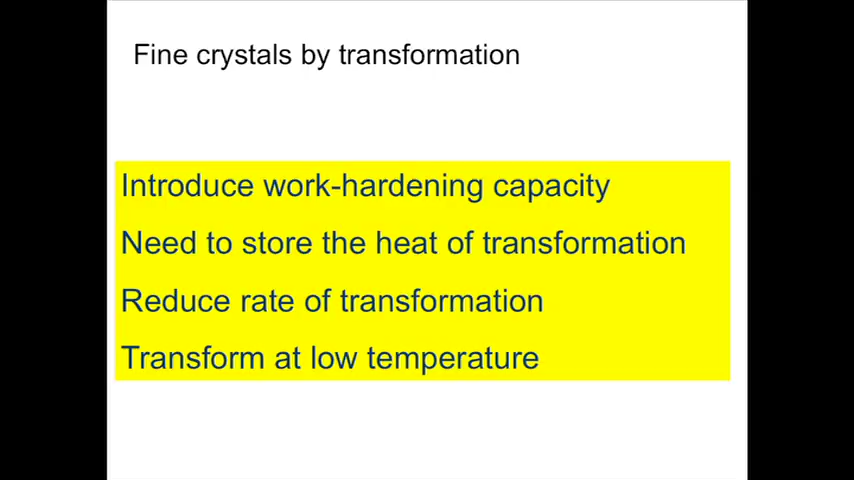 Fine crystals by transformation
Introduce work-hardening capacity
Need to store the heat of transformation
Reduce rate of transformation
Transform at low temperature